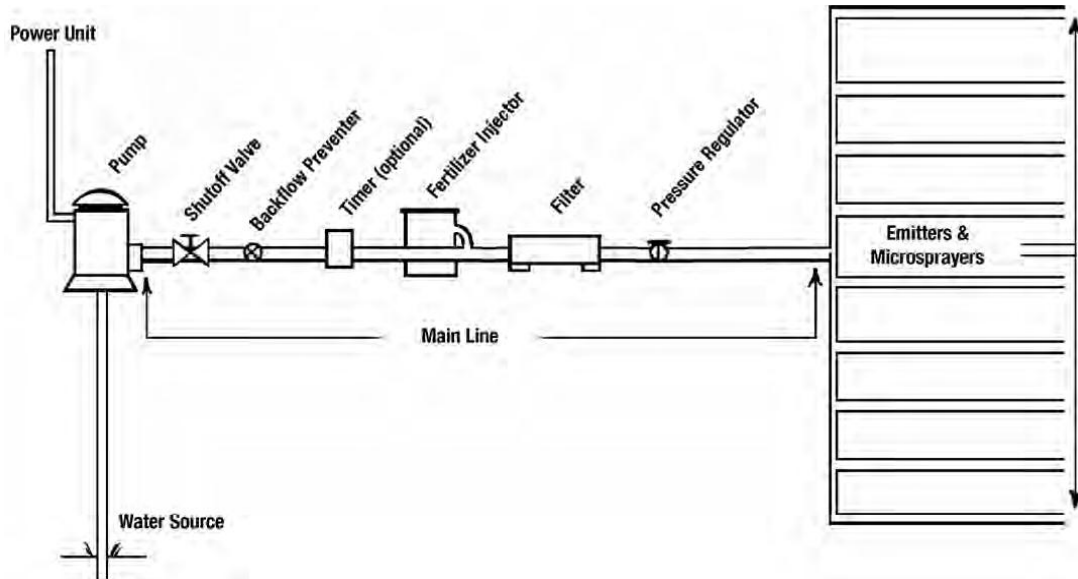 Power Unit
Pump
Shutoff Valve
Backflow Preventer
Timer (optional)
Fertilizer Injector
Filter
Pressure Regulator
Emitters &
Microsprayers
Main Line
Water Source